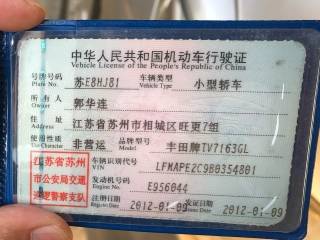 中华人民共和国机动车行驶证
Vehicle License of the People's Republic of China
号牌号码 苏E8HJ81 车辆类型 小型轿车
Plate No. Vehicle Type
所有人 郭华连
Owner
住址 江苏省苏州市相城区旺更7组
Address
使用性质 非营运 品牌型号 丰田牌TV7163GL
Use Character Model
江苏省苏州市公安局交通巡逻警察支队
车辆识别代号 LFMAPE2C9B0354801
VIN
发动机号码 E956044
Engine No.
注册日期 2012-01-09 发证日期 2012-01-09
Register Date Issue Date